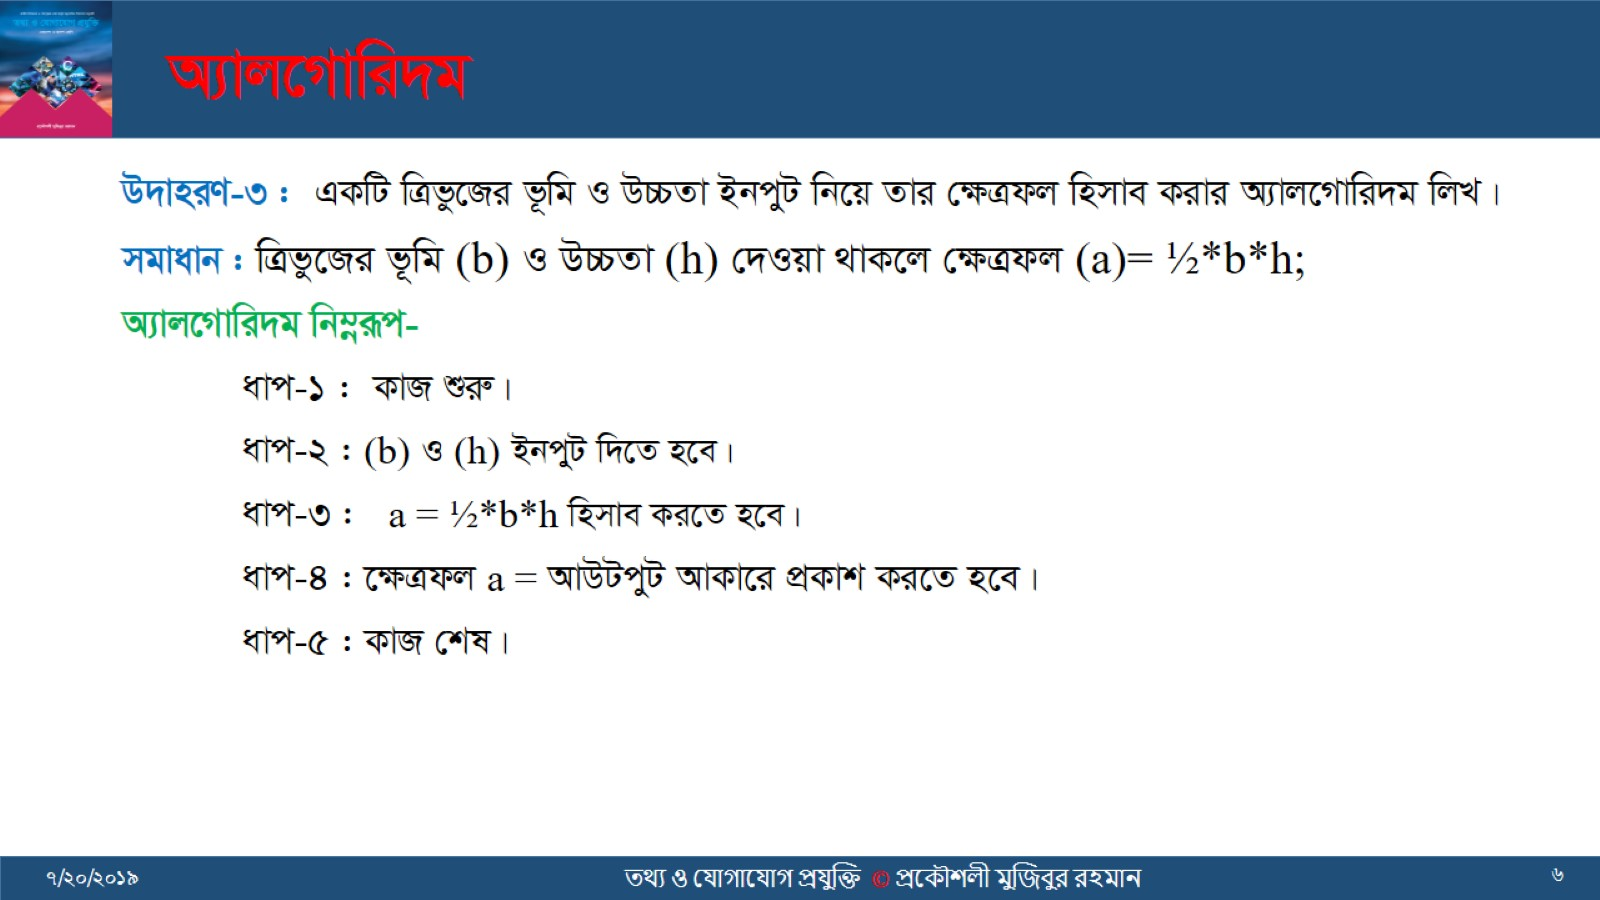 তথ্য ও যোগাযোগ প্রযুক্তি
অ্যালগোরিদম
উদাহরণ-৩ : একটি ত্রিভুজের ভূমি ও উচ্চতা ইনপুট নিয়ে তার ক্ষেত্রফল হিসাব করার অ্যালগোরিদম লিখ।
সমাধান : ত্রিভুজের ভূমি (b) ও উচ্চতা (h) দেওয়া থাকলে ক্ষেত্রফল (a)= ½*b*h;
অ্যালগোরিদম নিম্নরূপ-
ধাপ-১ : কাজ শুরু।
ধাপ-২ : (b) ও (h) ইনপুট দিতে হবে।
ধাপ-৩ : a = ½*b*h হিসাব করতে হবে।
ধাপ-৪ : ক্ষেত্রফল a = আউটপুট আকারে প্রকাশ করতে হবে।
ধাপ-৫ : কাজ শেষ।
৭/২০/২০১৯ তথ্য ও যোগাযোগ প্রযুক্তি © প্রকৌশলী মুজিবুর রহমান ৬